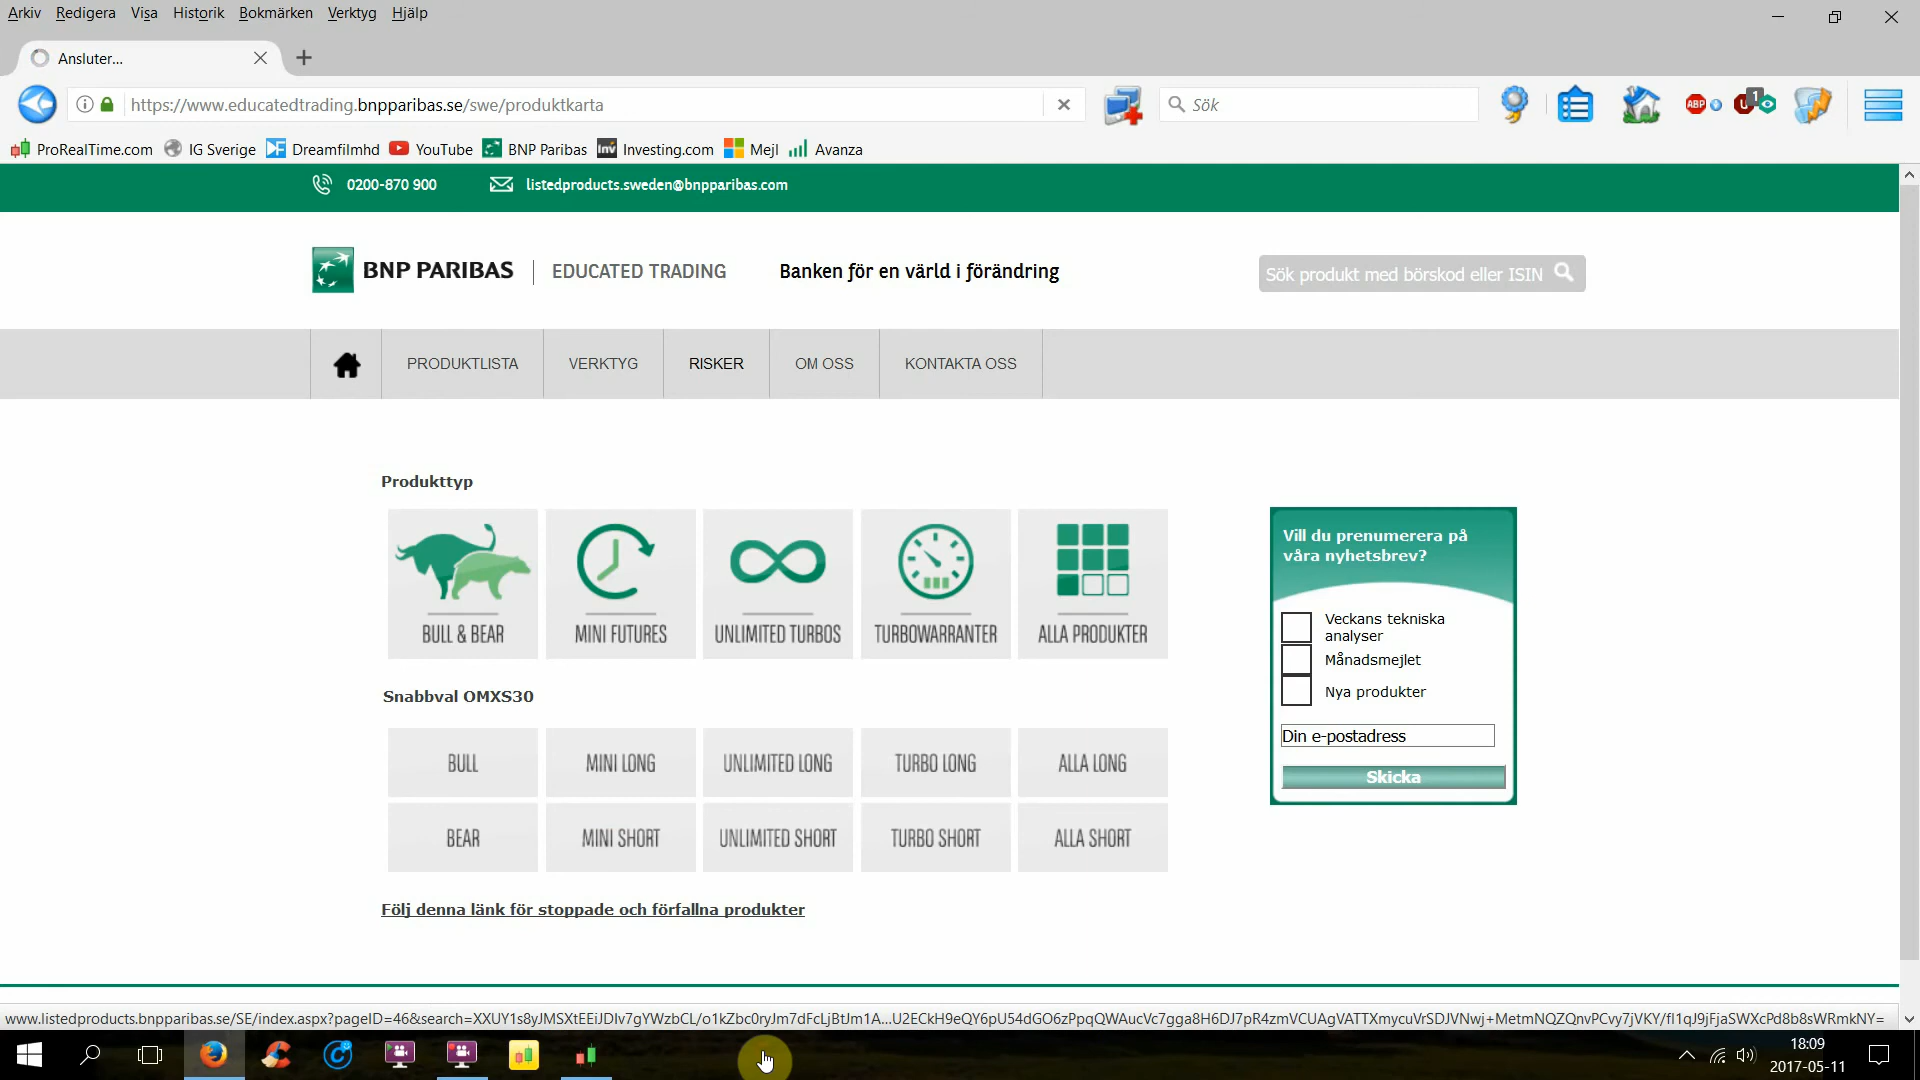 Arkiv Redigera Visa Historik Bokmärken Verktyg Hjälp
Ansluter...
https://www.educatedtrading.bnpparibas.se/swe/produktkarta
Sök
ABP
1
ProRealTime.com IG Sverige Dreamfilmhd YouTube BNP Paribas Investing.com Mejl Avanza
0200-870 900 listedproducts.sweden@bnpparibas.com
BNP PARIBAS EDUCATED TRADING Banken för en värld i förändring
Sök produkt med börskod eller ISIN
PRODUKTLISTA VERKTYG RISKER OM OSS KONTAKTA OSS
Produkttyp
BULL & BEAR MINI FUTURES UNLIMITED TURBOS TURBOWARRANTER ALLA PRODUKTER
Snabbval OMXS30
BULL MINI LONG UNLIMITED LONG TURBO LONG ALLA LONG
BEAR MINI SHORT UNLIMITED SHORT TURBO SHORT ALLA SHORT
Följ denna länk för stoppade och förfallna produkter
Vill du prenumerera på
våra nyhetsbrev?
Veckans tekniska
analyser
Månadsmejlet
Nya produkter
Din e-postadress
Skicka
18:09
2017-05-11